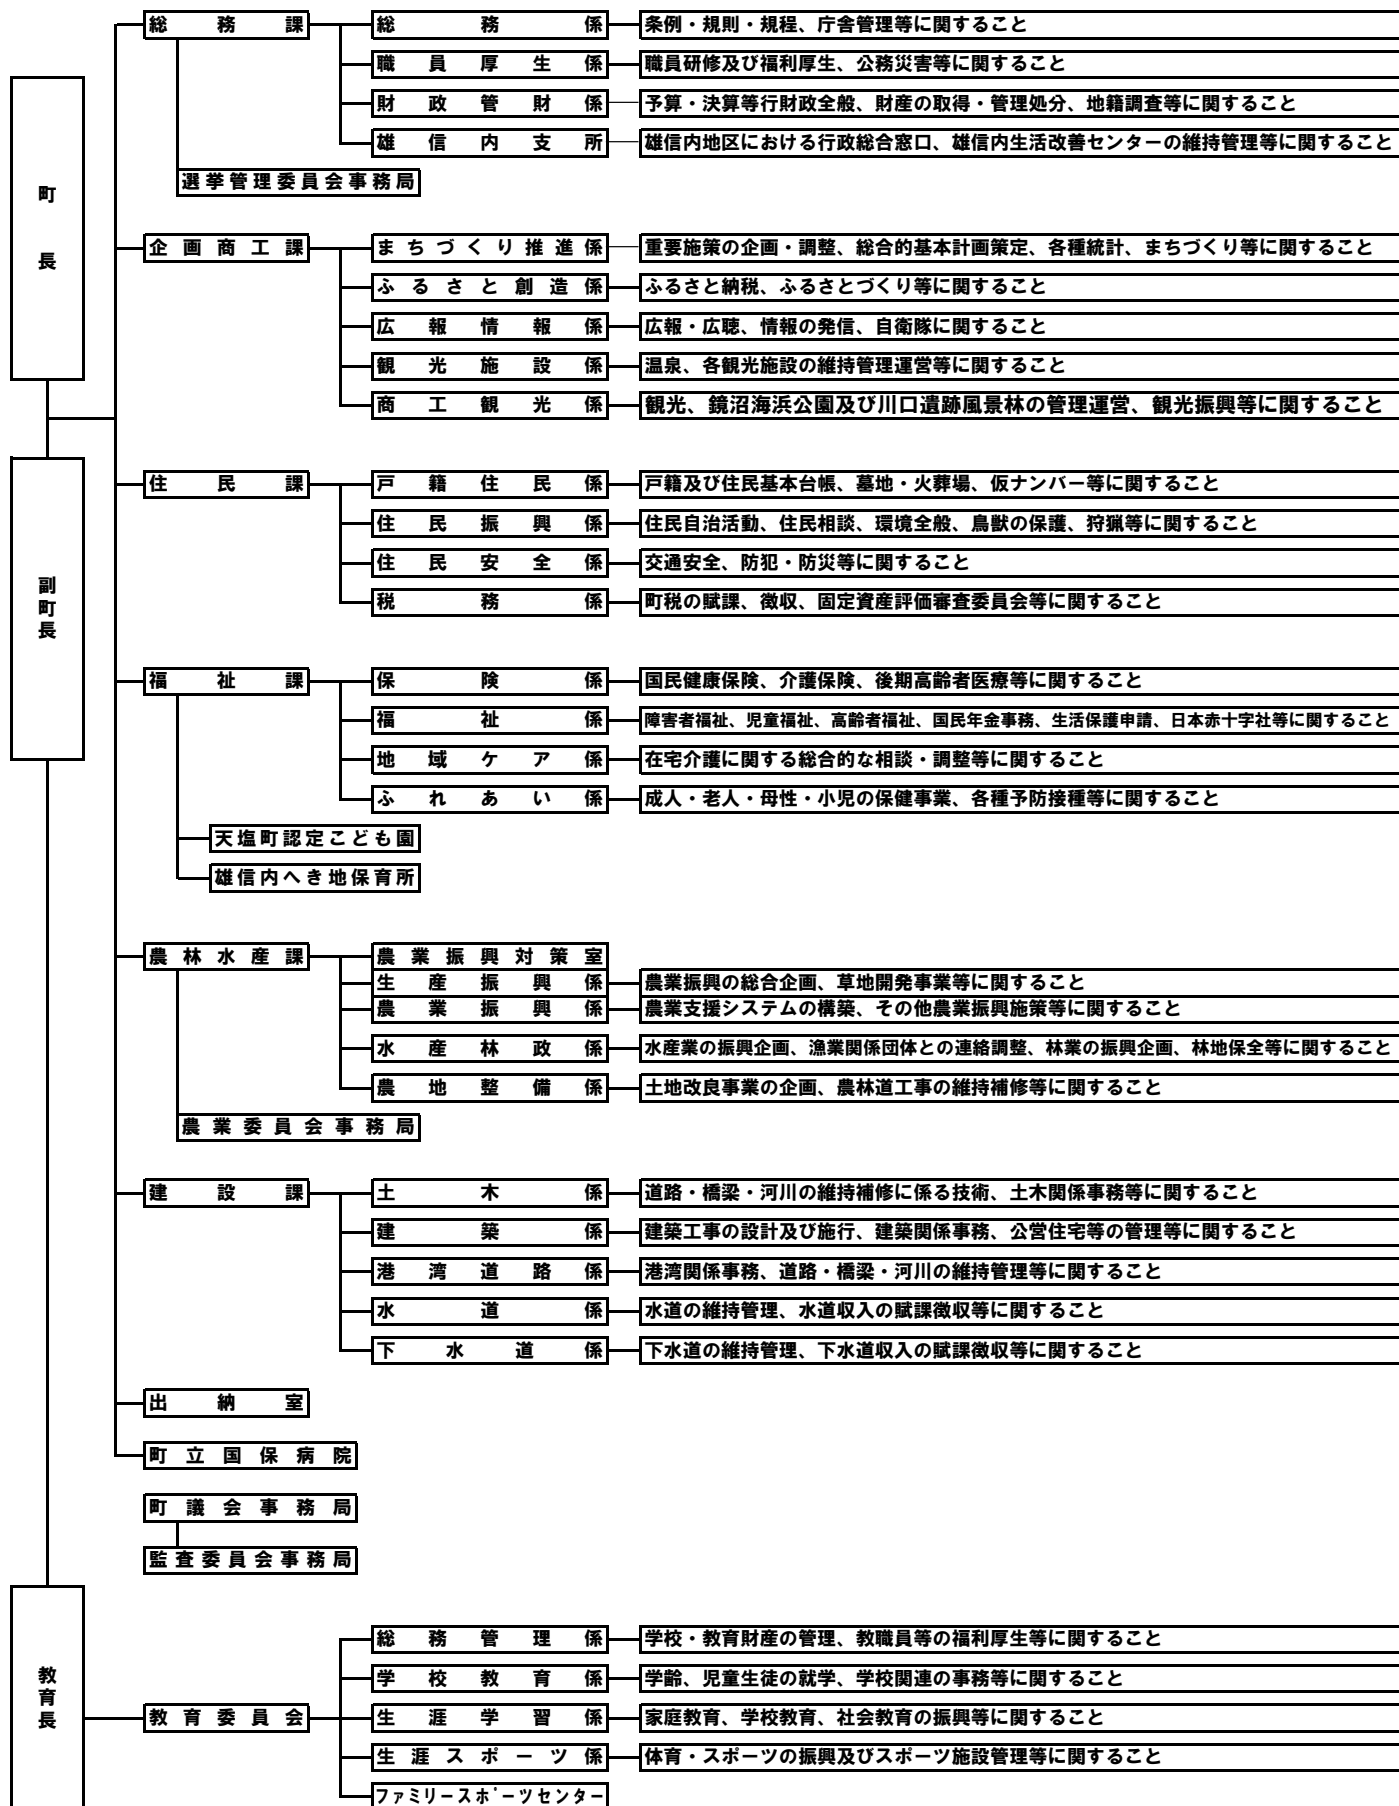 総務課 総務係 条例・規則・規程、庁舎管理等に関すること
職員厚生係 職員研修及び福利厚生、公務災害等に関すること
財政管財係 予算・決算等行財政全般、財産の取得・管理処分、地籍調査等に関すること
雄信内支所 雄信内地区における行政総合窓口、雄信内生活改善センターの維持管理等に関すること
選挙管理委員会事務局
町長
企画商工課 まちづくり推進係 重要施策の企画・調整、総合的基本計画策定、各種統計、まちづくり等に関すること
ふるさと創造係 ふるさと納税、ふるさとづくり等に関すること
広報情報係 広報・広聴、情報の発信、自衛隊に関すること
観光施設係 温泉、各観光施設の維持管理運営等に関すること
商工観光係 観光、鏡沼海浜公園及び川口遺跡風景林の管理運営、観光振興等に関すること
住民課 戸籍住民係 戸籍及び住民基本台帳、墓地・火葬場、仮ナンバー等に関すること
住民振興係 住民自治活動、住民相談、環境全般、鳥獣の保護、狩猟等に関すること
住民安全係 交通安全、防犯・防災等に関すること
税務係 町税の賦課、徴収、固定資産評価審査委員会等に関すること
副町長
福祉課 保険係 国民健康保険、介護保険、後期高齢者医療等に関すること
福祉係 障害者福祉、児童福祉、高齢者福祉、国民年金事務、生活保護申請、日本赤十字社等に関すること
地域ケア係 在宅介護に関する総合的な相談・調整等に関すること
ふれあい係 成人・老人・母性・小児の保健事業、各種予防接種等に関すること
天塩町認定こども園
雄信内へき地保育所
農林水産課 農業振興対策室
生産振興係 農業振興の総合企画、草地開発事業等に関すること
農業振興係 農業支援システムの構築、その他農業振興施策等に関すること
水産林政係 水産業の振興企画、漁業関係団体との連絡調整、林業の振興企画、林地保全等に関すること
農地整備係 土地改良事業の企画、農林道工事の維持補修等に関すること
農業委員会事務局
建設課 土木係 道路・橋梁・河川の維持補修に係る技術、土木関係事務等に関すること
建築係 建築工事の設計及び施行、建築関係事務、公営住宅等の管理等に関すること
港湾道路係 港湾関係事務、道路・橋梁・河川の維持管理等に関すること
水道係 水道の維持管理、水道収入の賦課徴収等に関すること
下水道係 下水道の維持管理、下水道収入の賦課徴収等に関すること
出納室
町立国保病院
町議会事務局
監査委員会事務局
総務管理係 学校・教育財産の管理、教職員等の福利厚生等に関すること
学校教育係 学齢、児童生徒の就学、学校関連の事務等に関すること
教育長
教育委員会 生涯学習係 家庭教育、学校教育、社会教育の振興等に関すること
生涯スポーツ係 体育・スポーツの振興及びスポーツ施設管理等に関すること
ファミリースポーツセンター